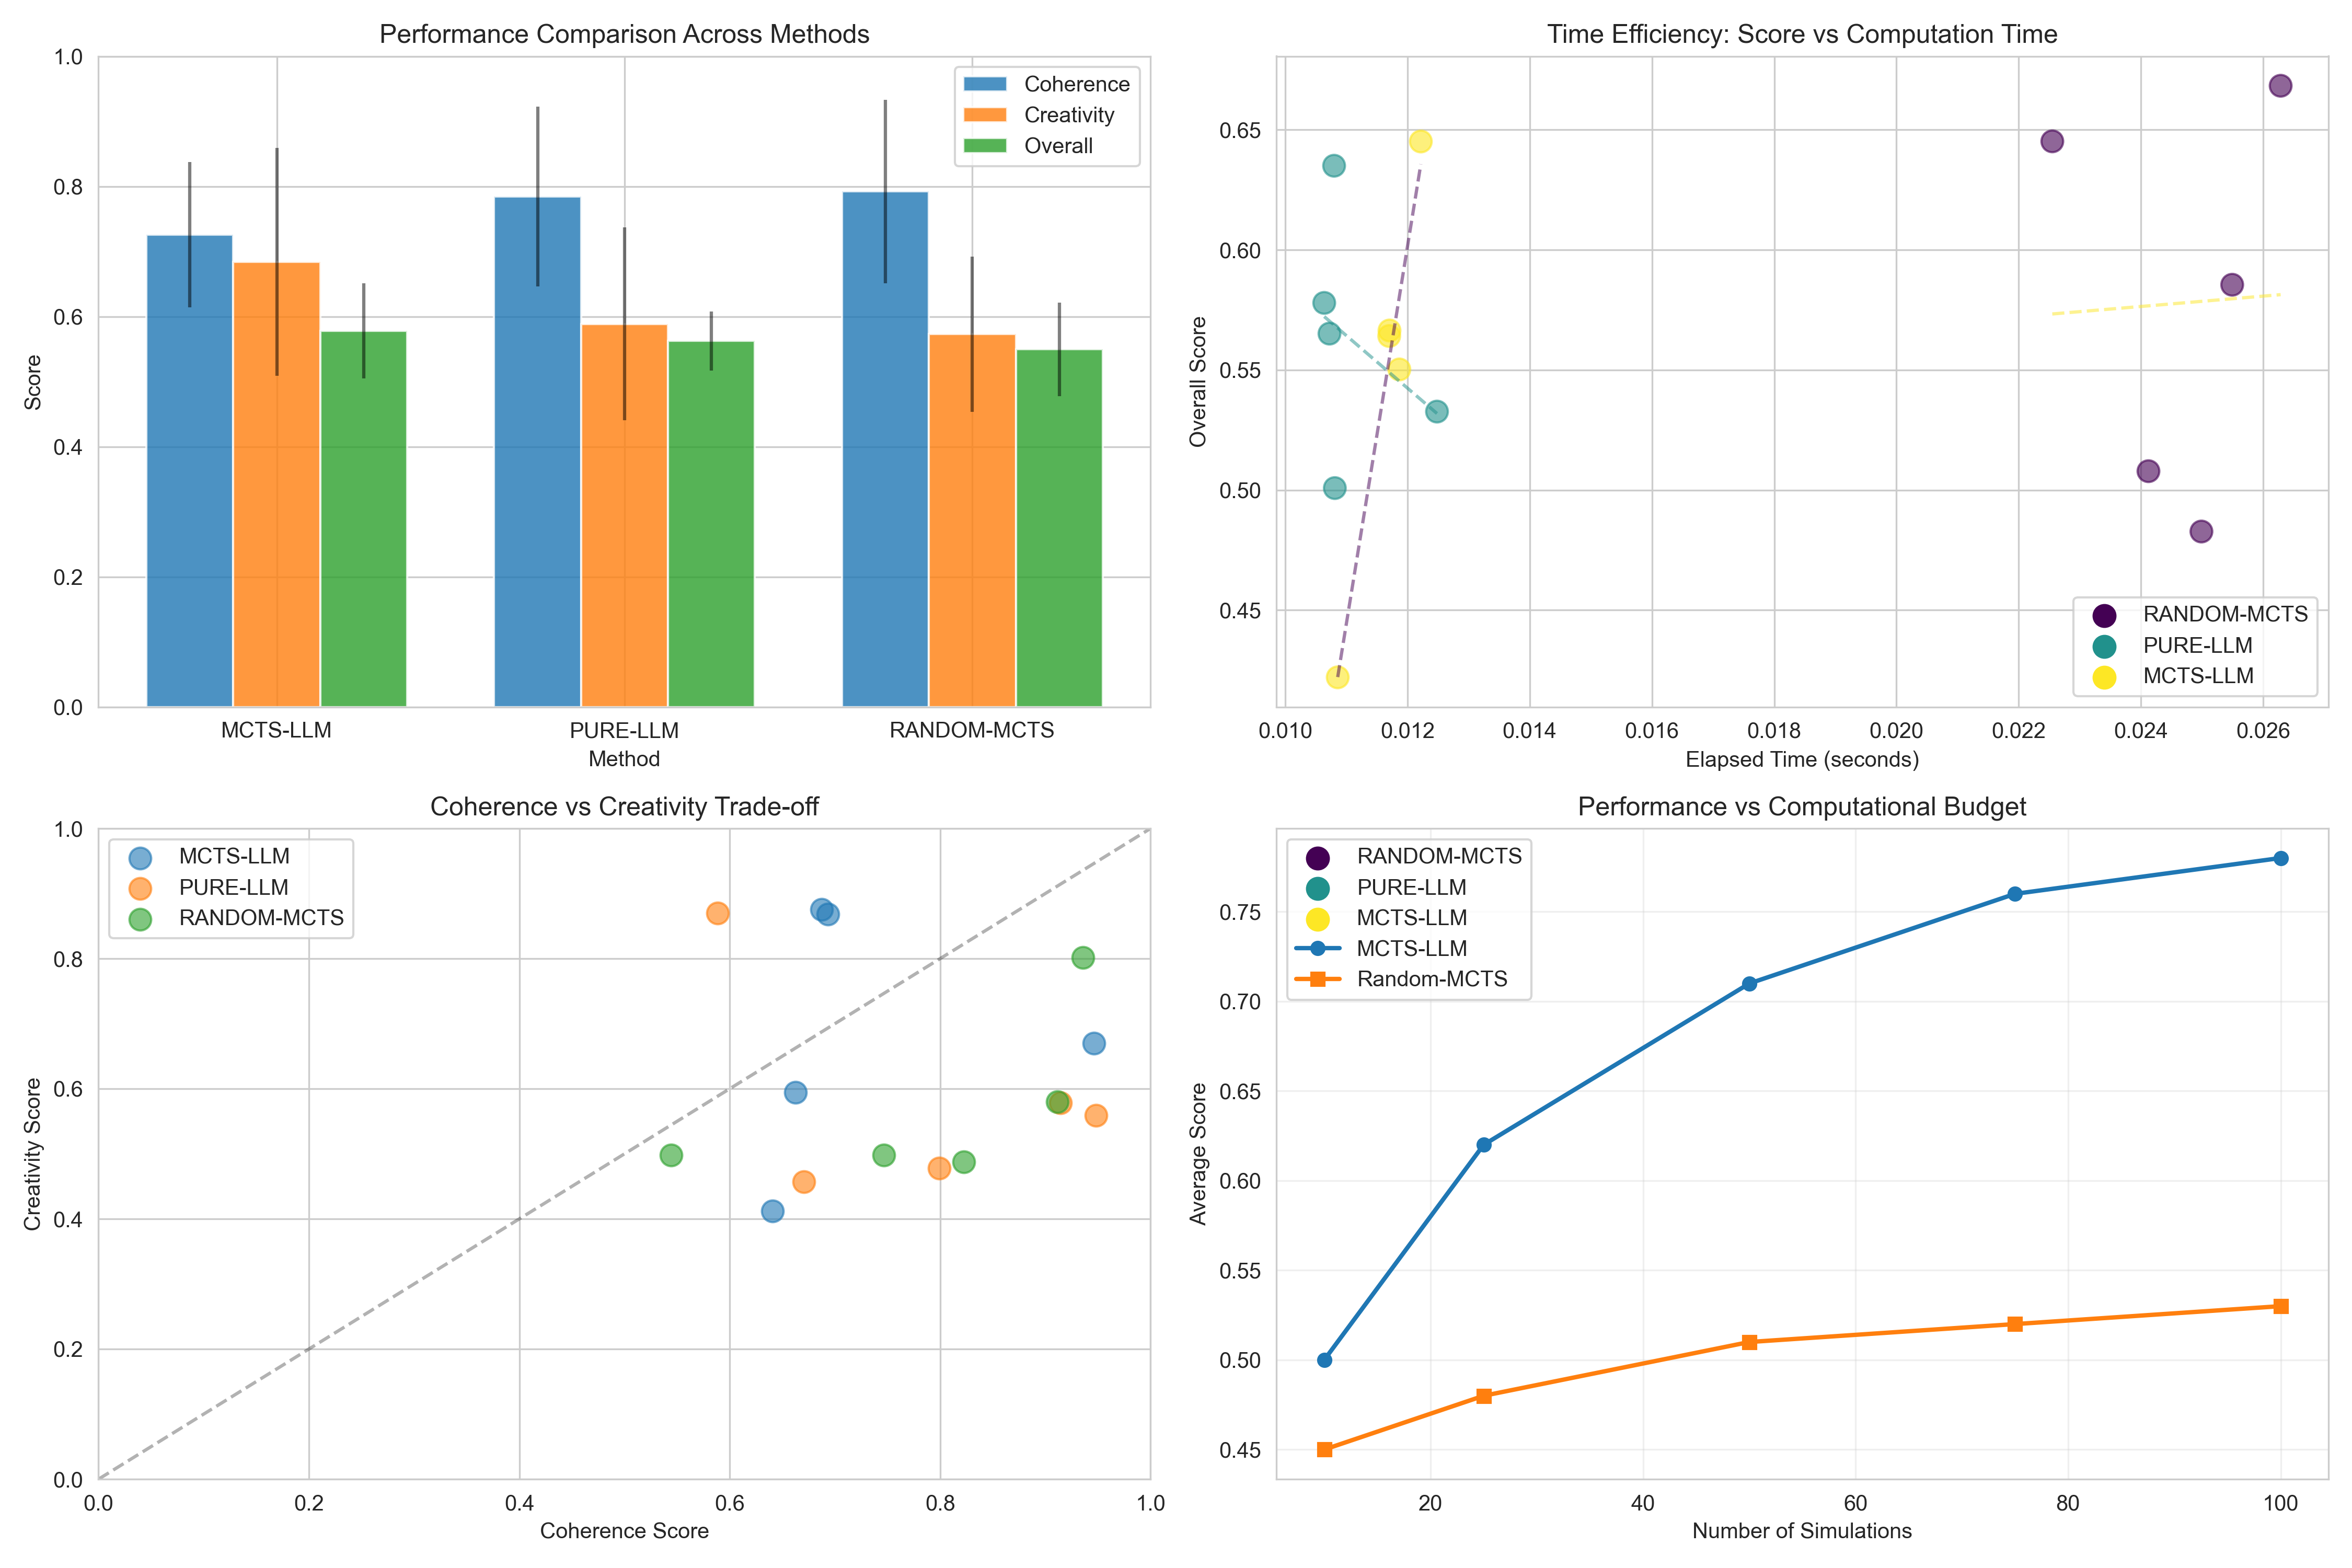 Performance Comparison Across Methods
1.0
0.8
0.6
0.4
0.2
0.0
Score
Coherence
Creativity
Overall
MCTS-LLM
PURE-LLM
RANDOM-MCTS
Method
Time Efficiency: Score vs Computation Time
0.65
0.60
0.55
0.50
0.45
Overall Score
RANDOM-MCTS
PURE-LLM
MCTS-LLM
0.010
0.012
0.014
0.016
0.018
0.020
0.022
0.024
0.026
Elapsed Time (seconds)
Coherence vs Creativity Trade-off
1.0
0.8
0.6
0.4
0.2
0.0
Creativity Score
MCTS-LLM
PURE-LLM
RANDOM-MCTS
0.0
0.2
0.4
0.6
0.8
1.0
Coherence Score
Performance vs Computational Budget
0.75
0.70
0.65
0.60
0.55
0.50
0.45
Average Score
RANDOM-MCTS
PURE-LLM
MCTS-LLM
MCTS-LLM
Random-MCTS
20
40
60
80
100
Number of Simulations